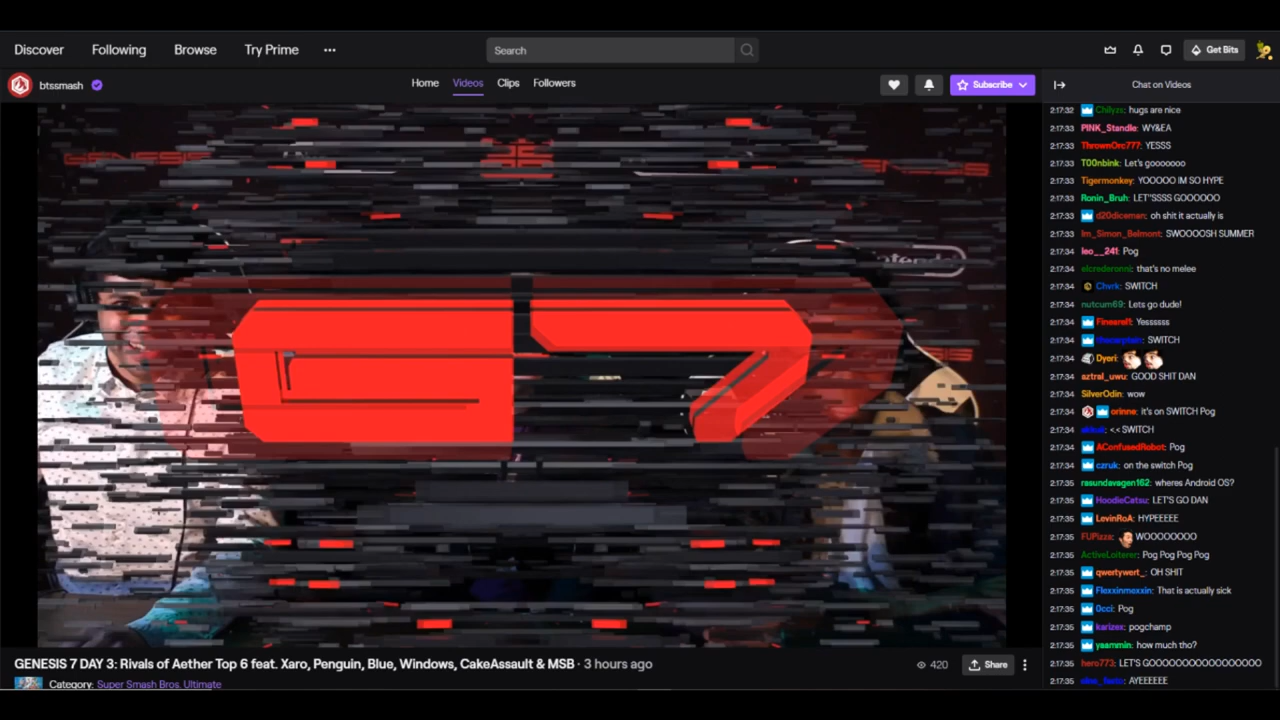 Discover Following Browse Try Prime Search Get Bits
btssmash Home Videos Clips Followers Subscribe Chat on Videos
2:17:32 Chilyzs: hugs are nice
2:17:33 PINK_Standle: WY&EA
2:17:33 ThrownOrc777: YESSS
2:17:33 T00nbink: Let's gooooooo
2:17:33 Tigermonkey: YOOOOO IM SO HYPE
2:17:33 Ronin_Bruh: LET"SSSS GOOOOOO
2:17:33 d20diceman: oh shit it actually is
2:17:33 Im_Simon_Belmont: SWOOOOSH SUMMER
2:17:34 leo__241: Pog
2:17:34 elcrederonni: that's no melee
2:17:34 Chvrk: SWITCH
2:17:34 nutcum69: Lets go dude!
2:17:34 Finearell: Yessssss
2:17:34 SWITCH
2:17:34 Dyeri:
2:17:34 aztral_uwu: GOOD SHIT DAN
2:17:34 SilverOdin: wow
2:17:34 orinne: it's on SWITCH Pog
2:17:34 << SWITCH
2:17:34 AConfusedRobot: Pog
2:17:34 czruk: on the switch Pog
2:17:35 rasundavagen162: wheres Android OS?
2:17:35 HoodieCatsu: LET'S GO DAN
2:17:35 LevinRoA: HYPEEEEE
2:17:35 FUPizza: WOOOOOOOO
2:17:35 ActiveLoiterer: Pog Pog Pog Pog
2:17:35 qwertywert_: OH SHIT
2:17:35 Flexxinmexxin: That is actually sick
2:17:35 0cci: Pog
2:17:35 karizex: pogchamp
2:17:35 yaammin: how much tho?
2:17:35 hero773: LET'S GOOOOOOOOOOOOOOOOO
2:17:35 AYEEEEEE
GENESIS 7 DAY 3: Rivals of Aether Top 6 feat. Xaro, Penguin, Blue, Windows, CakeAssault & MSB · 3 hours ago 420 Share
Category: Super Smash Bros. Ultimate